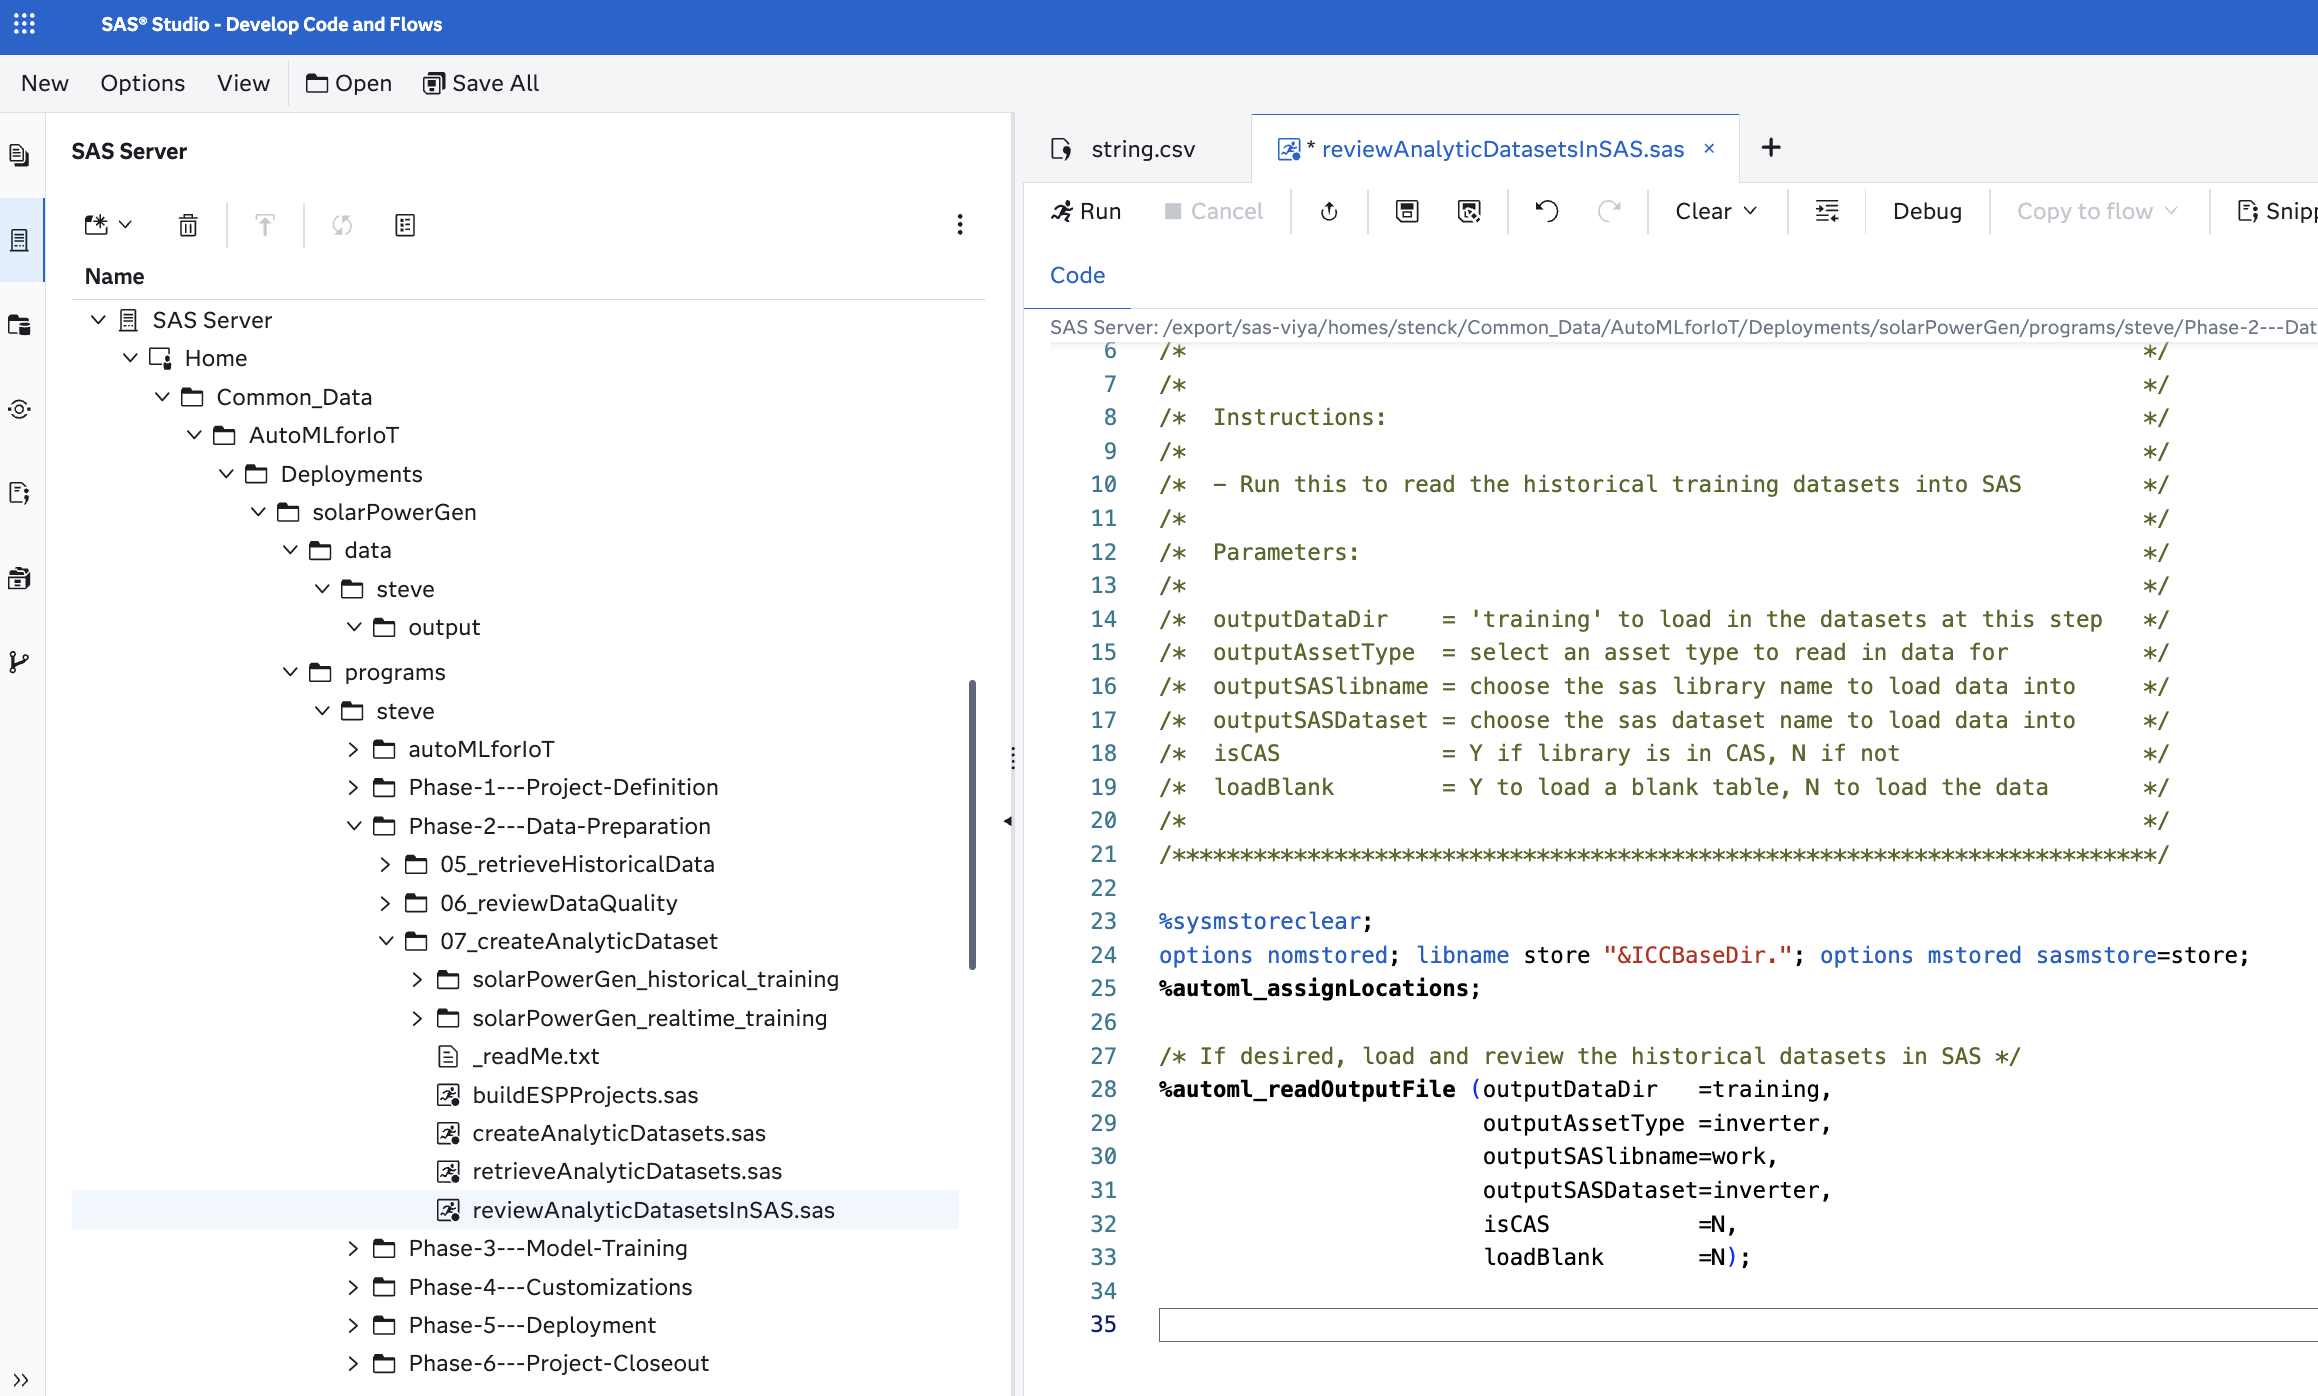 SAS® Studio - Develop Code and Flows
New Options View Open Save All
SAS Server
Name
SAS Server
Home
Common_Data
AutoMLforIoT
Deployments
solarPowerGen
data
steve
output
programs
steve
autoMLforIoT
Phase-1---Project-Definition
Phase-2---Data-Preparation
05_retrieveHistoricalData
06_reviewDataQuality
07_createAnalyticDataset
solarPowerGen_historical_training
solarPowerGen_realtime_training
_readMe.txt
buildESPProjects.sas
createAnalyticDatasets.sas
retrieveAnalyticDatasets.sas
reviewAnalyticDatasetsInSAS.sas
Phase-3---Model-Training
Phase-4---Customizations
Phase-5---Deployment
Phase-6---Project-Closeout
string.csv * reviewAnalyticDatasetsInSAS.sas × +
Run Cancel Clear Debug Copy to flow Snipp
Code
SAS Server: /export/sas-viya/homes/stenck/Common_Data/AutoMLforIoT/Deployments/solarPowerGen/programs/steve/Phase-2---Dat
6 /* */
7 /* */
8 /* Instructions: */
9 /* */
10 /* – Run this to read the historical training datasets into SAS */
11 /* */
12 /* Parameters: */
13 /* */
14 /* outputDataDir = 'training' to load in the datasets at this step */
15 /* outputAssetType = select an asset type to read in data for */
16 /* outputSASlibname = choose the sas library name to load data into */
17 /* outputSASDataset = choose the sas dataset name to load data into */
18 /* isCAS = Y if library is in CAS, N if not */
19 /* loadBlank = Y to load a blank table, N to load the data */
20 /* */
21 /*************************************************************************/
22
23 %sysmstoreclear;
24 options nomstored; libname store "&ICCBaseDir."; options mstored sasmstore=store;
25 %automl_assignLocations;
26
27 /* If desired, load and review the historical datasets in SAS */
28 %automl_readOutputFile (outputDataDir =training,
29 outputAssetType =inverter,
30 outputSASlibname=work,
31 outputSASDataset=inverter,
32 isCAS =N,
33 loadBlank =N);
34
35